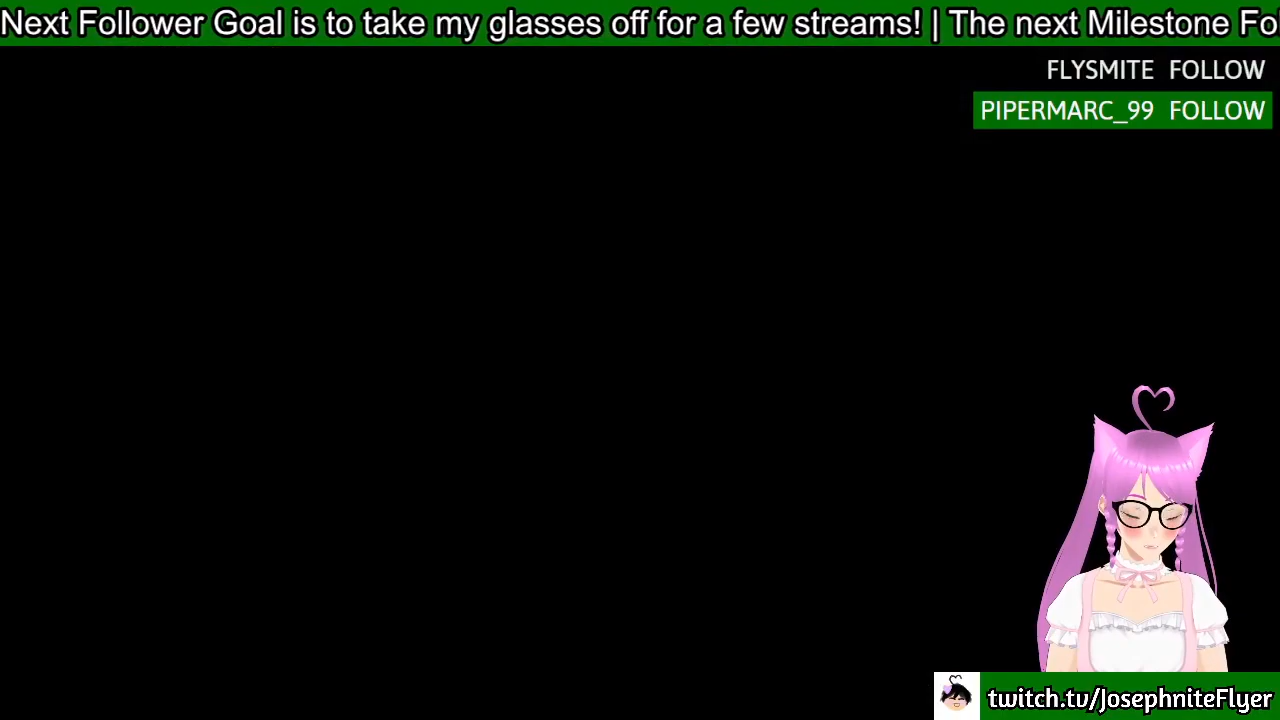 Next Follower Goal is to take my glasses off for a few streams! | The next Milestone
FLYSMITE FOLLOW
PIPERMARC_99 FOLLOW
twitch.tv/JosephniteFlyer